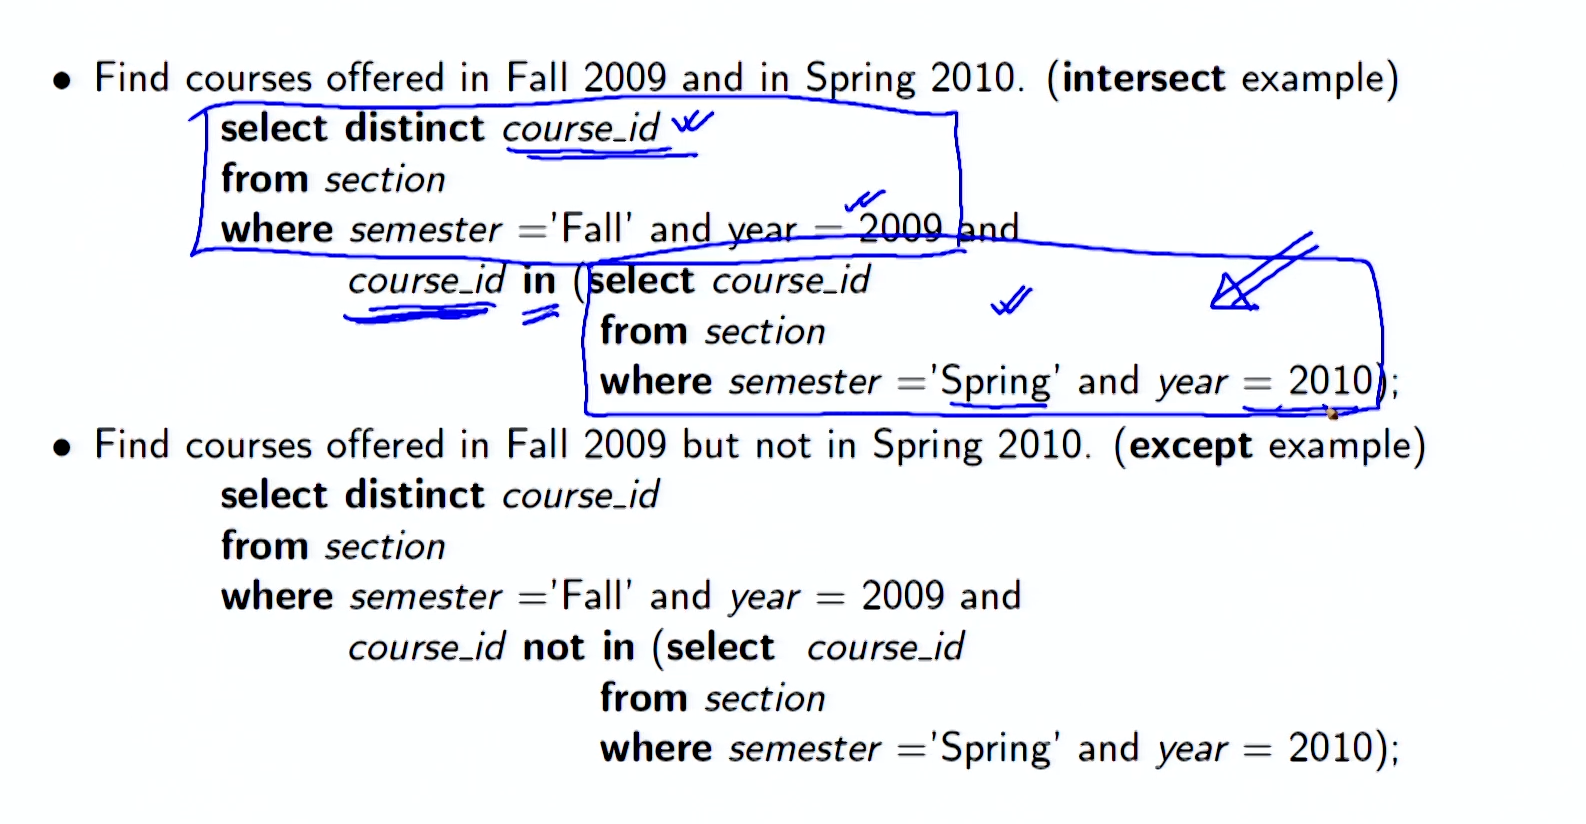 • Find courses offered in Fall 2009 and in Spring 2010. (intersect example)
select distinct course_id
from section
where semester ='Fall' and year = 2009 and
course_id in (select course_id
from section
where semester ='Spring' and year = 2010);
• Find courses offered in Fall 2009 but not in Spring 2010. (except example)
select distinct course_id
from section
where semester ='Fall' and year = 2009 and
course_id not in (select course_id
from section
where semester ='Spring' and year = 2010);